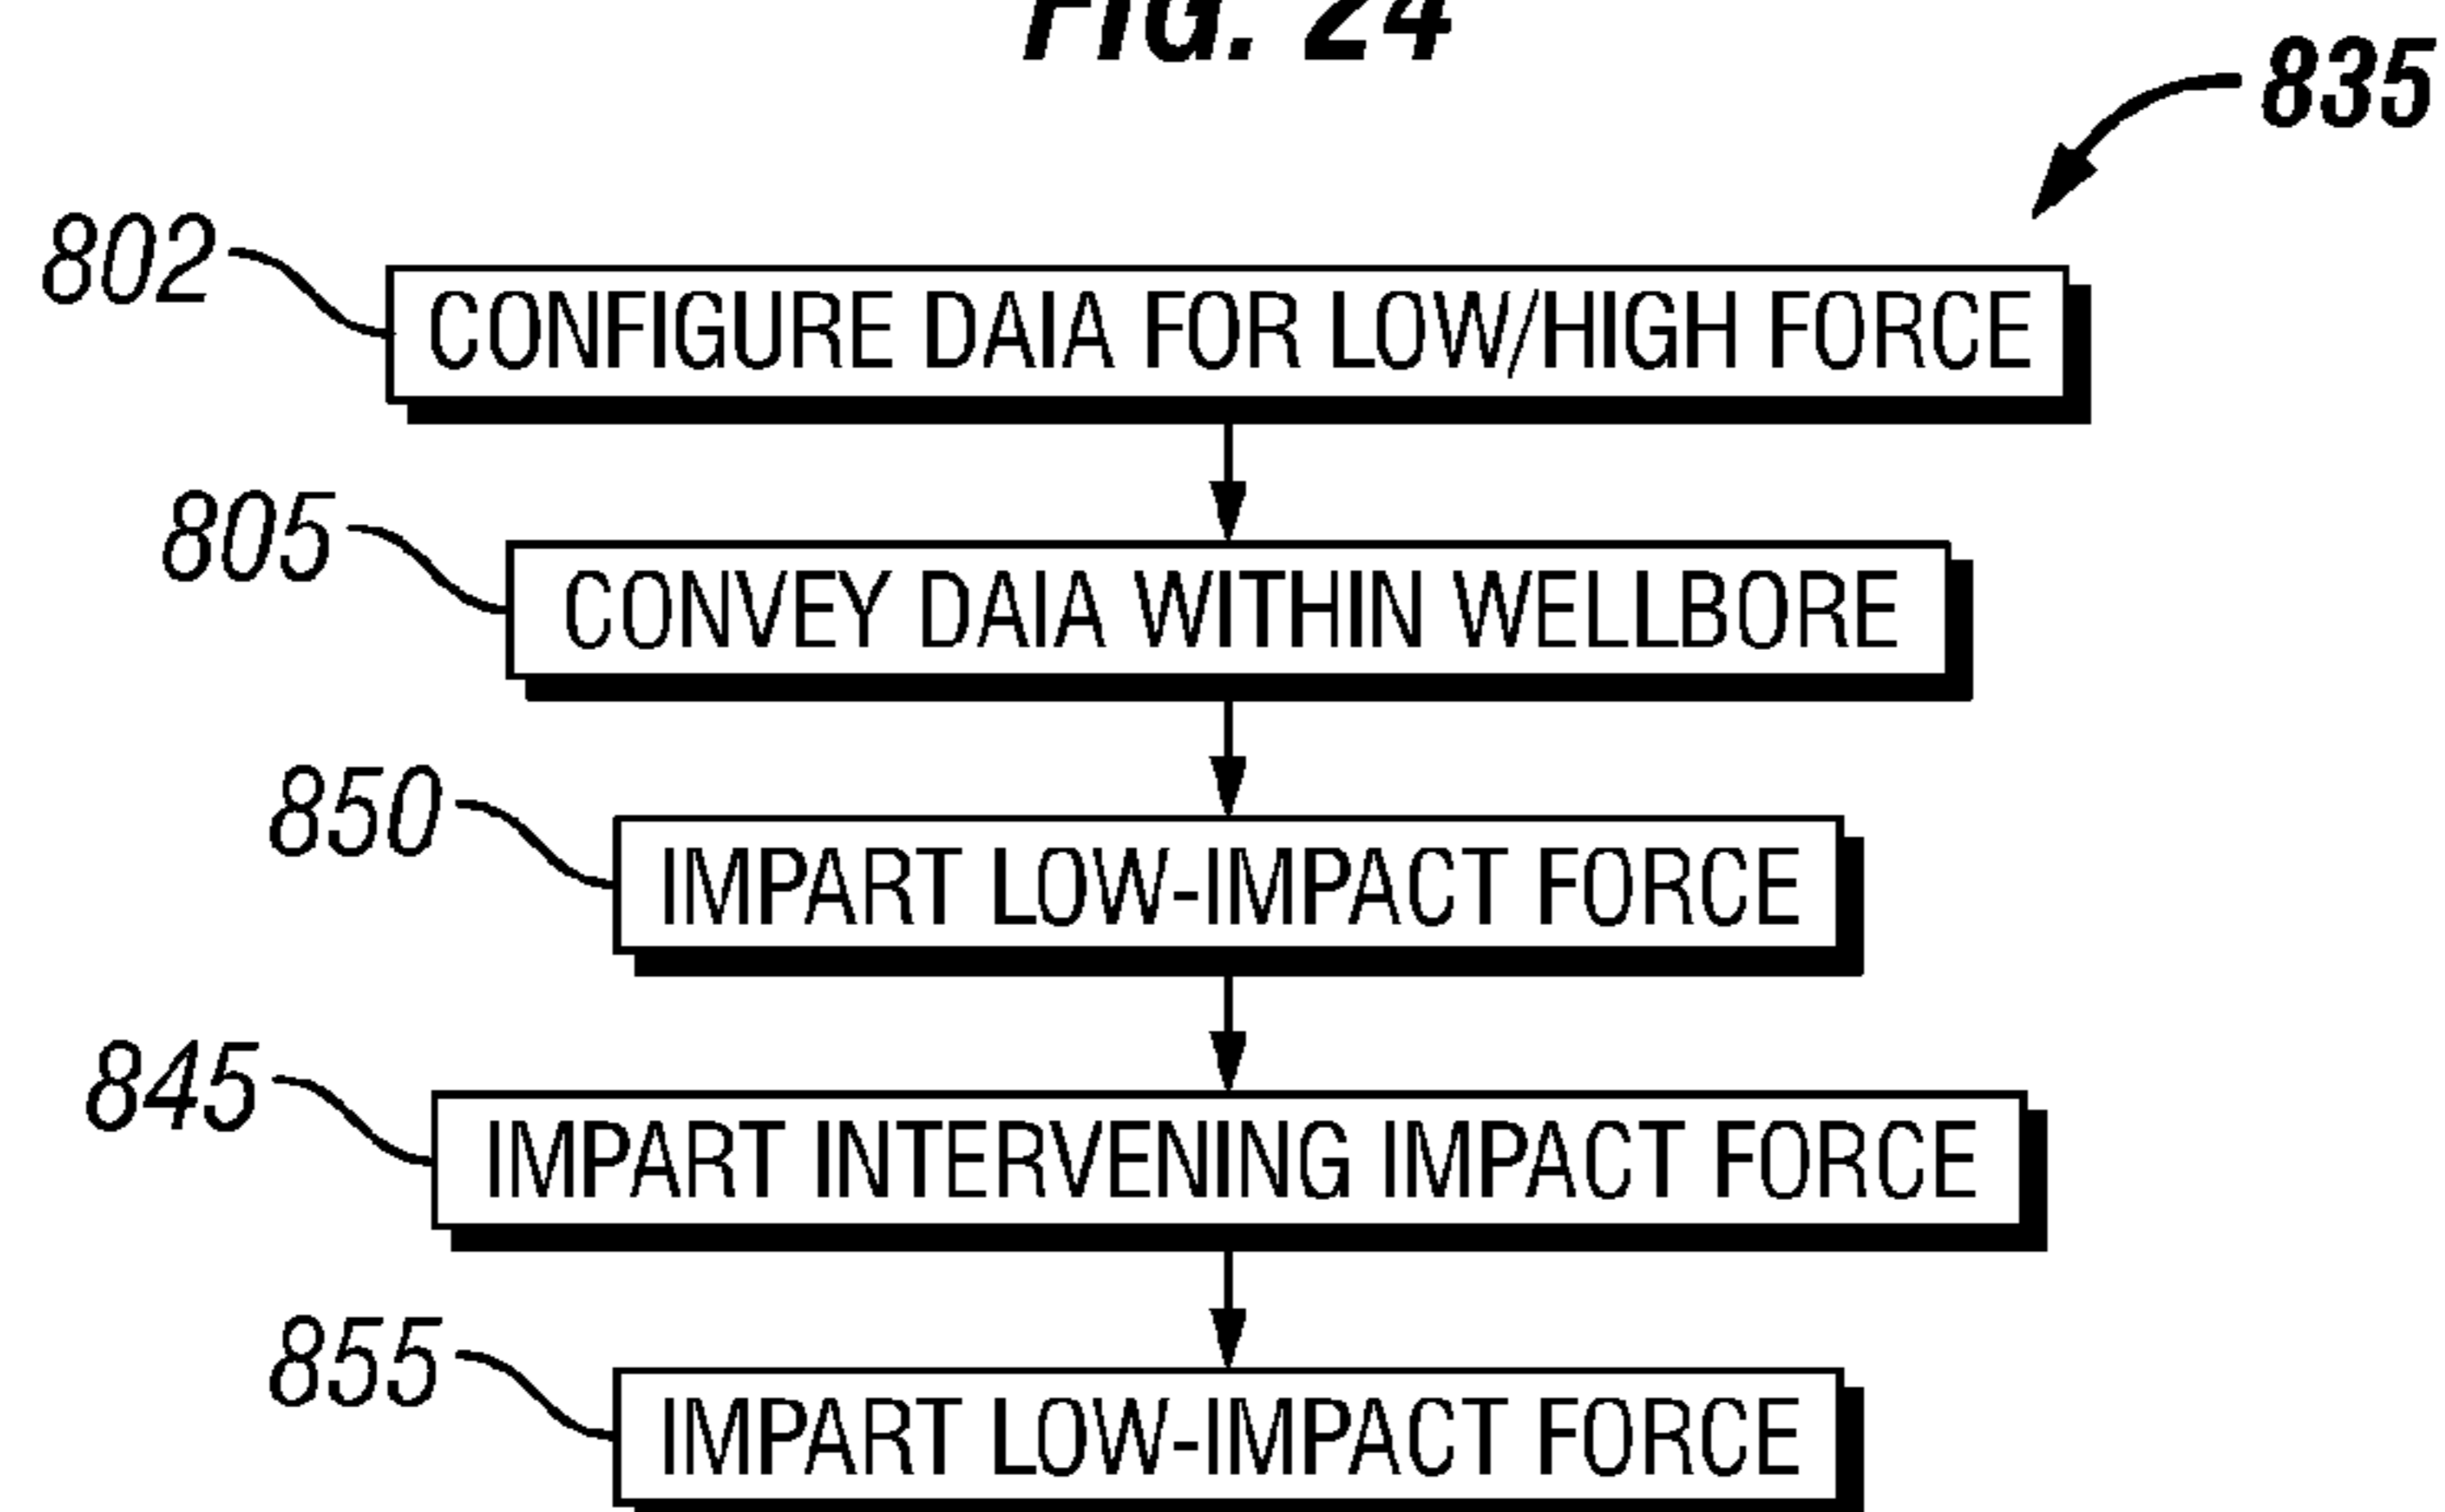 FIG. 24
835
802
CONFIGURE DAIA FOR LOW/HIGH FORCE
805
CONVEY DAIA WITHIN WELLBORE
850
IMPART LOW-IMPACT FORCE
845
IMPART INTERVENING IMPACT FORCE
855
IMPART LOW-IMPACT FORCE